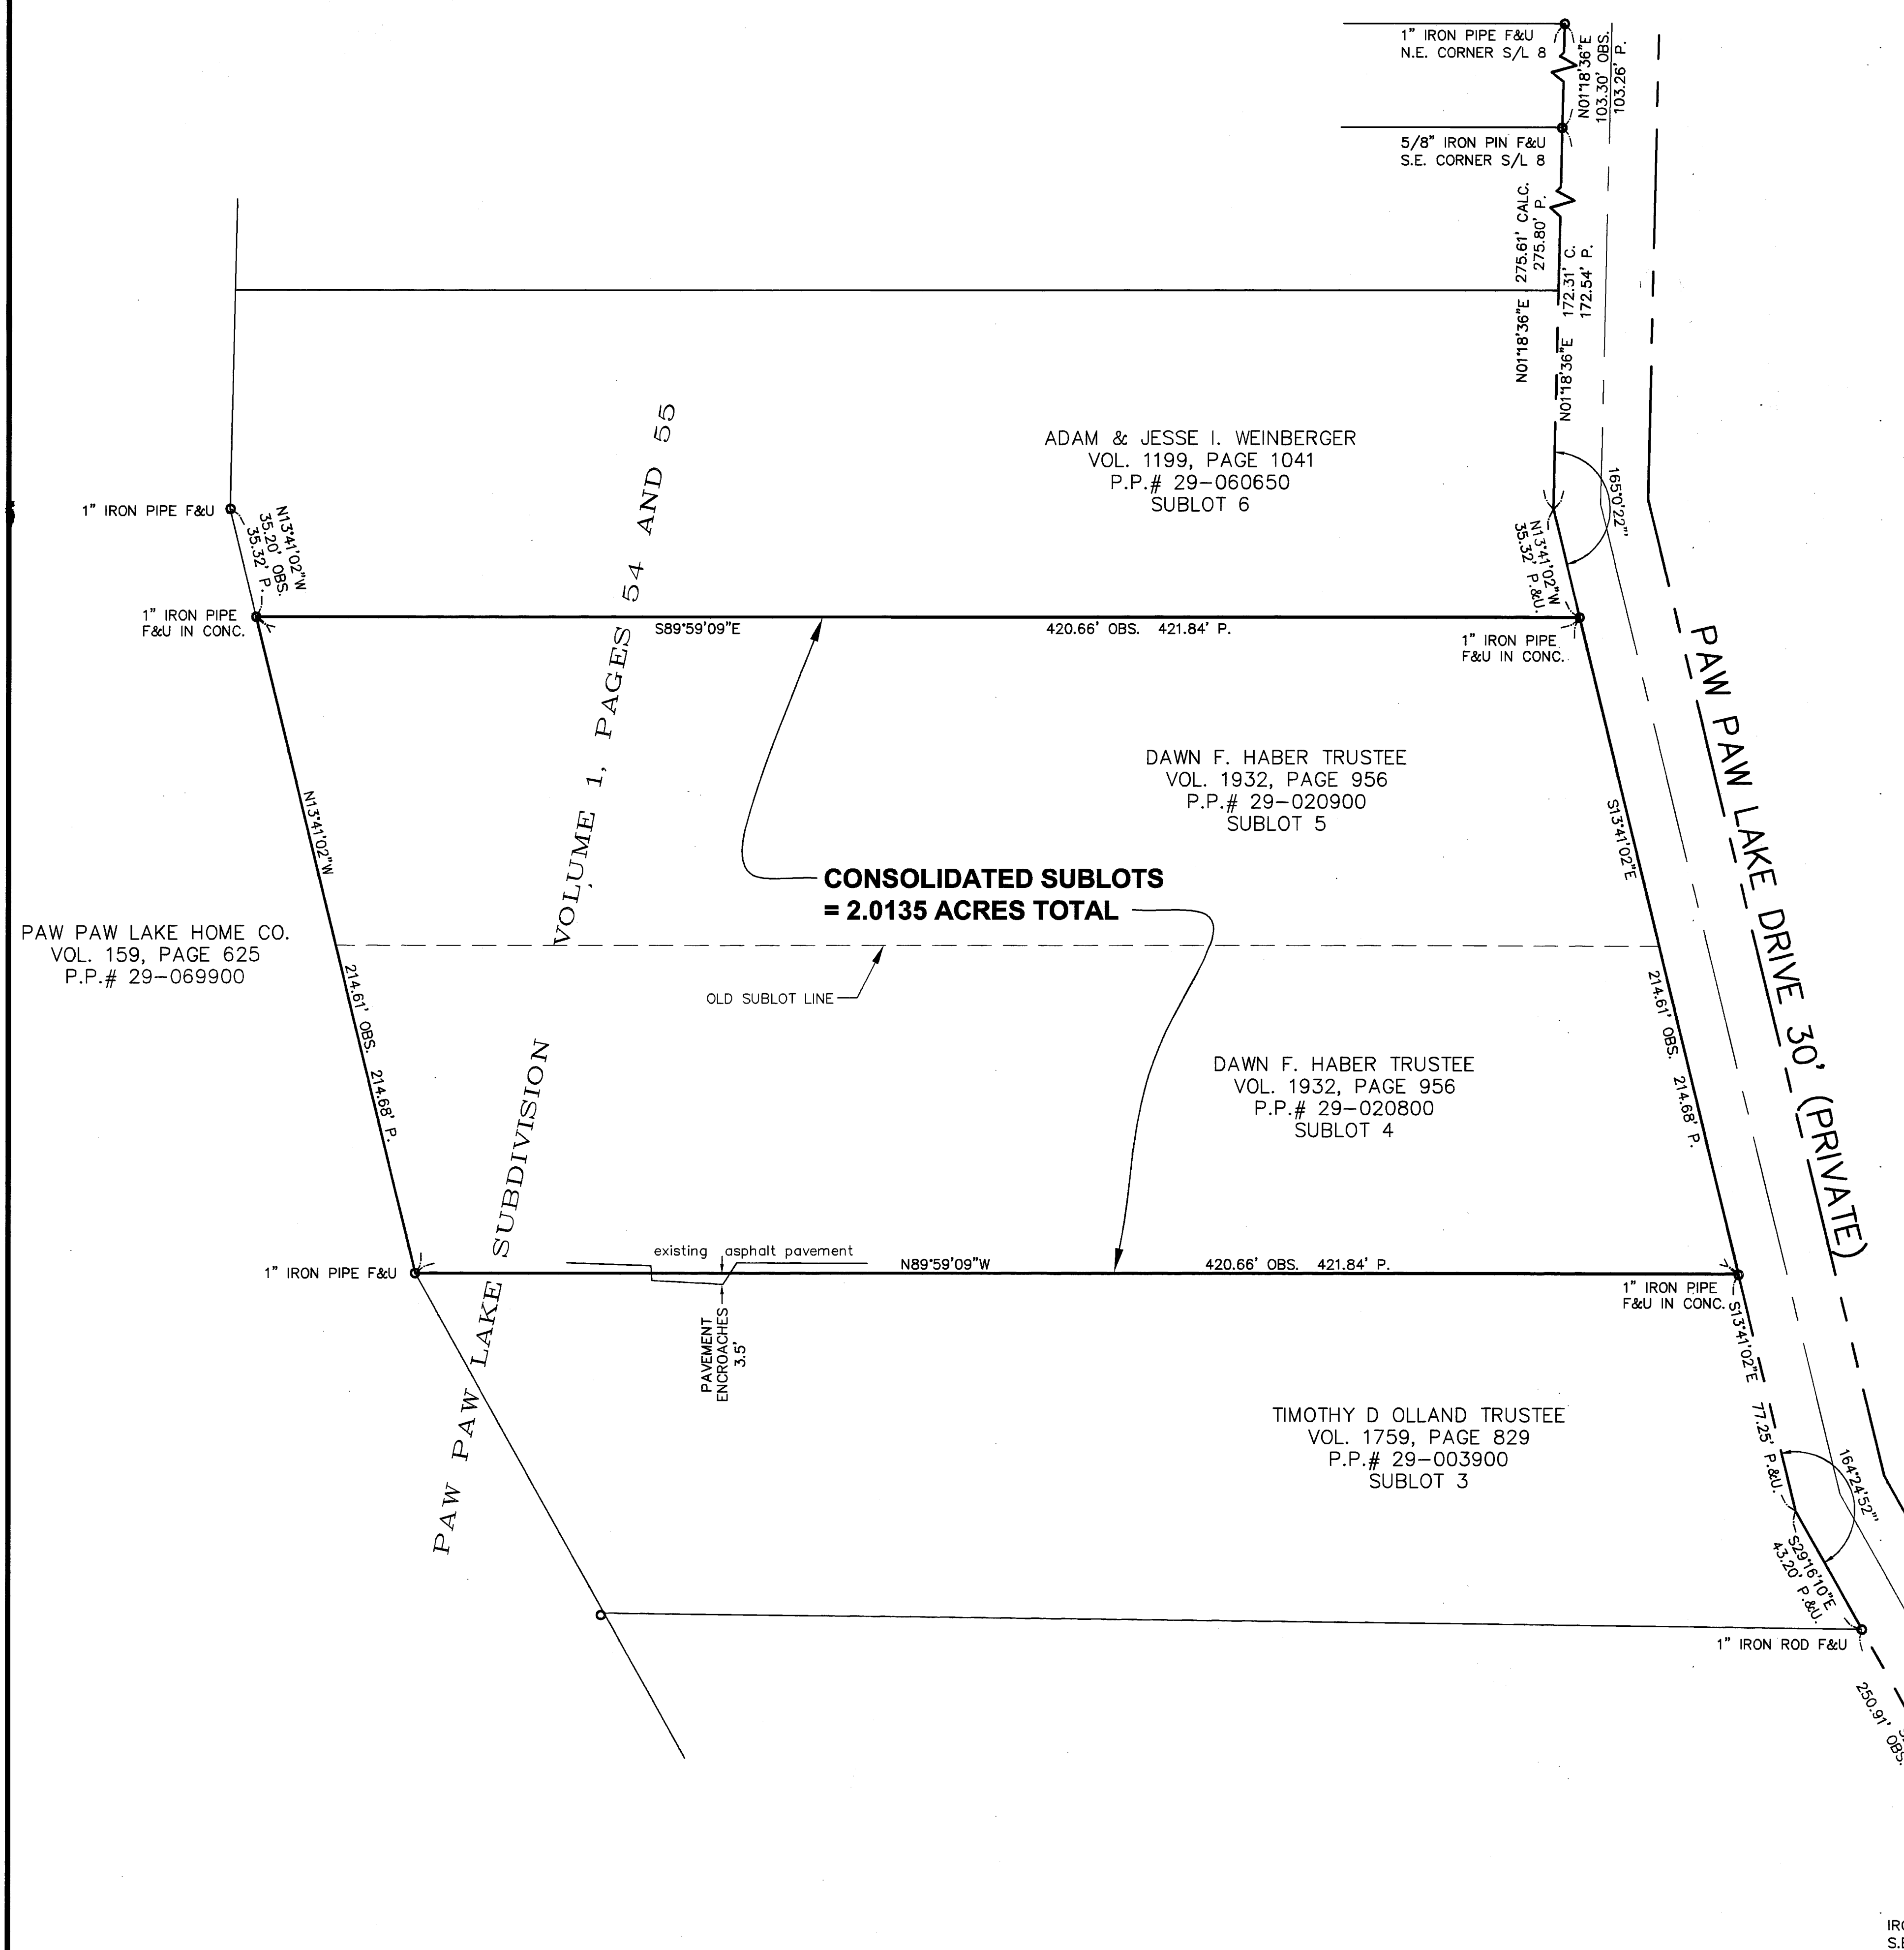 1" IRON PIPE F&U
N.E. CORNER S/L 8
N01°18'36"E
103.30' OBS.
103.26' P.
5/8" IRON PIN F&U
S.E. CORNER S/L 8
N01°18'36"E 275.61' CALC.
275.80' P.
N01°18'36"E 172.31' C.
172.54' P.
ADAM & JESSE I. WEINBERGER
VOL. 1199, PAGE 1041
P.P.# 29-060650
SUBLOT 6
165°0'22"
1" IRON PIPE F&U
N13°41'02"W
35.20' OBS.
35.32' P.
N13°41'02"W
35.32' P.&U.
1" IRON PIPE
F&U IN CONC.
S89°59'09"E
420.66' OBS. 421.84' P.
1" IRON PIPE
F&U IN CONC.
PAW PAW LAKE DRIVE 30' (PRIVATE)
DAWN F. HABER TRUSTEE
VOL. 1932, PAGE 956
P.P.# 29-020900
SUBLOT 5
N13°41'02"W
214.61' OBS. 214.68' P.
S13°41'02"E
214.61' OBS. 214.68' P.
CONSOLIDATED SUBLOTS
= 2.0135 ACRES TOTAL
PAW PAW LAKE HOME CO.
VOL. 159, PAGE 625
P.P.# 29-069900
OLD SUBLOT LINE
PAW PAW LAKE SUBDIVISION
VOLUME 1, PAGES 54 AND 55
DAWN F. HABER TRUSTEE
VOL. 1932, PAGE 956
P.P.# 29-020800
SUBLOT 4
existing asphalt pavement
1" IRON PIPE F&U
N89°59'09"W
420.66' OBS. 421.84' P.
1" IRON PIPE
F&U IN CONC.
PAVEMENT
ENCROACHES
3.5'
S13°41'02"E 77.25' P.&U.
TIMOTHY D OLLAND TRUSTEE
VOL. 1759, PAGE 829
P.P.# 29-003900
SUBLOT 3
164°24'52"
S29°16'10"E
43.20' P.&U.
1" IRON ROD F&U
250.91' OBS.